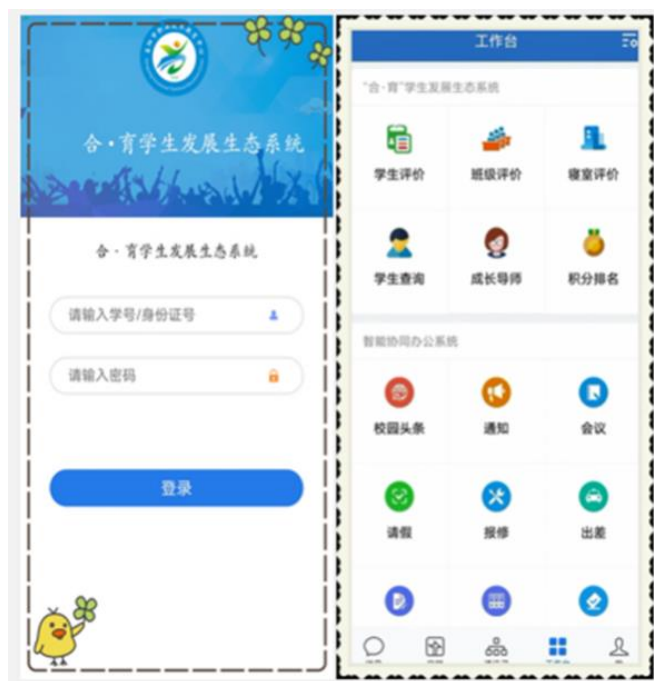 合·育学生发展生态系统
合·育学生发展生态系统
请输入学号/身份证号
请输入密码
登录
工作台
"合·育"学生发展生态系统
学生评价 班级评价 寝室评价
学生查询 成长导师 积分排名
智能协同办公系统
校园头条 通知 会议
请假 报修 出差